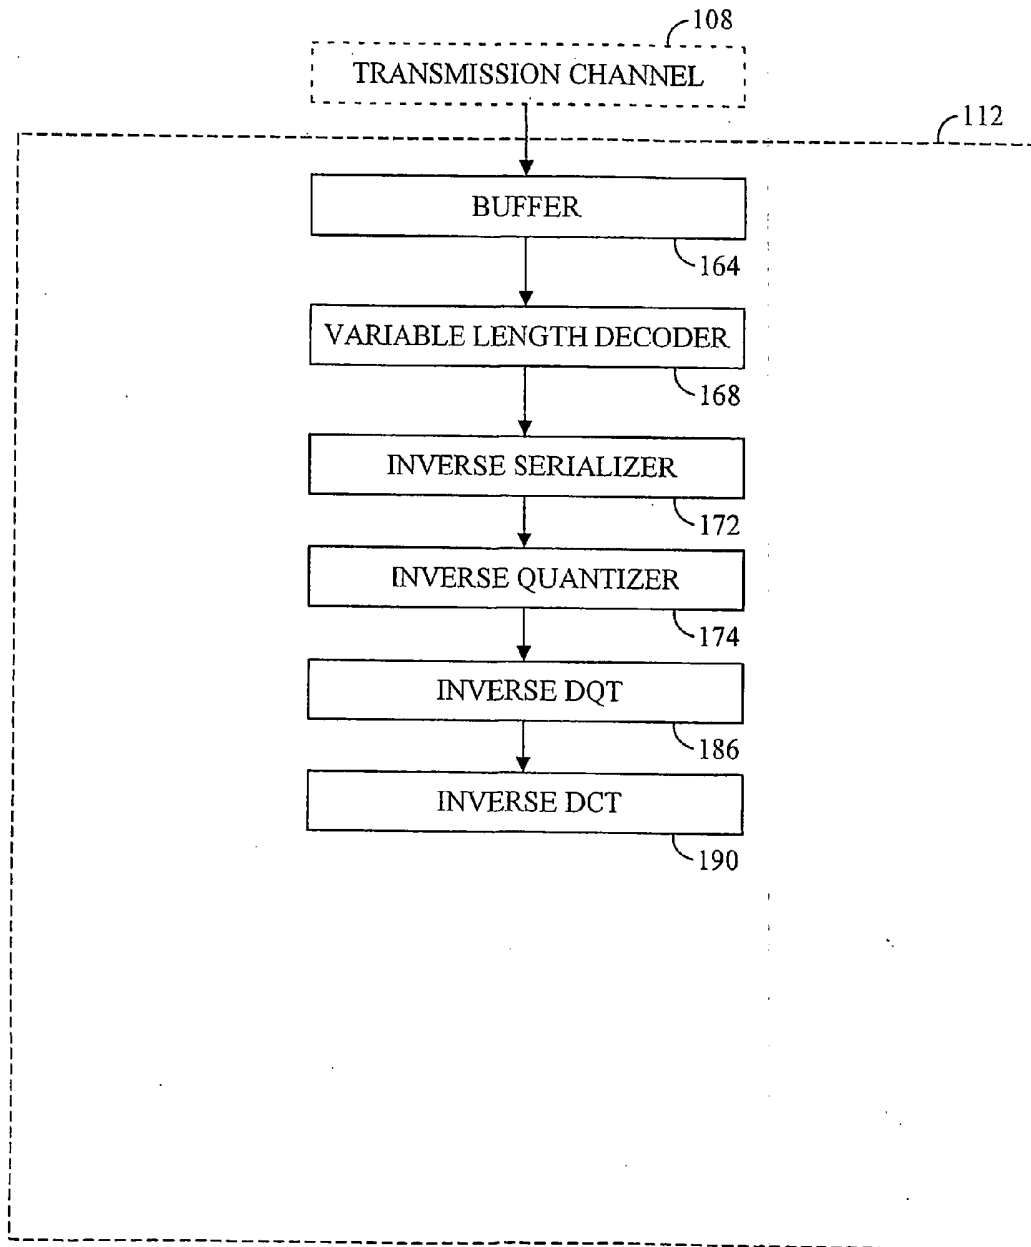 108
TRANSMISSION CHANNEL
112
BUFFER
164
VARIABLE LENGTH DECODER
168
INVERSE SERIALIZER
172
INVERSE QUANTIZER
174
INVERSE DQT
186
INVERSE DCT
190